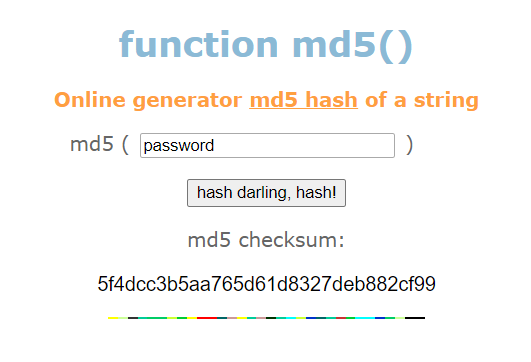 function md5()
Online generator md5 hash of a string
md5 ( password )
hash darling, hash!
md5 checksum:
5f4dcc3b5aa765d61d8327deb882cf99